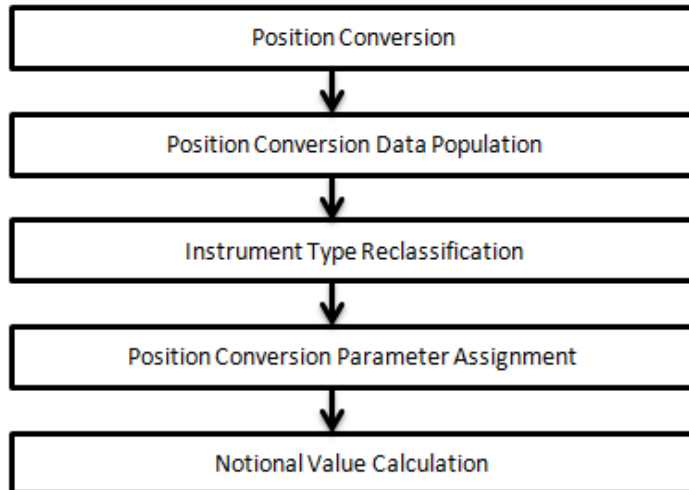 Position Conversion
Position Conversion Data Population
Instrument Type Reclassification
Position Conversion Parameter Assignment
Notional Value Calculation